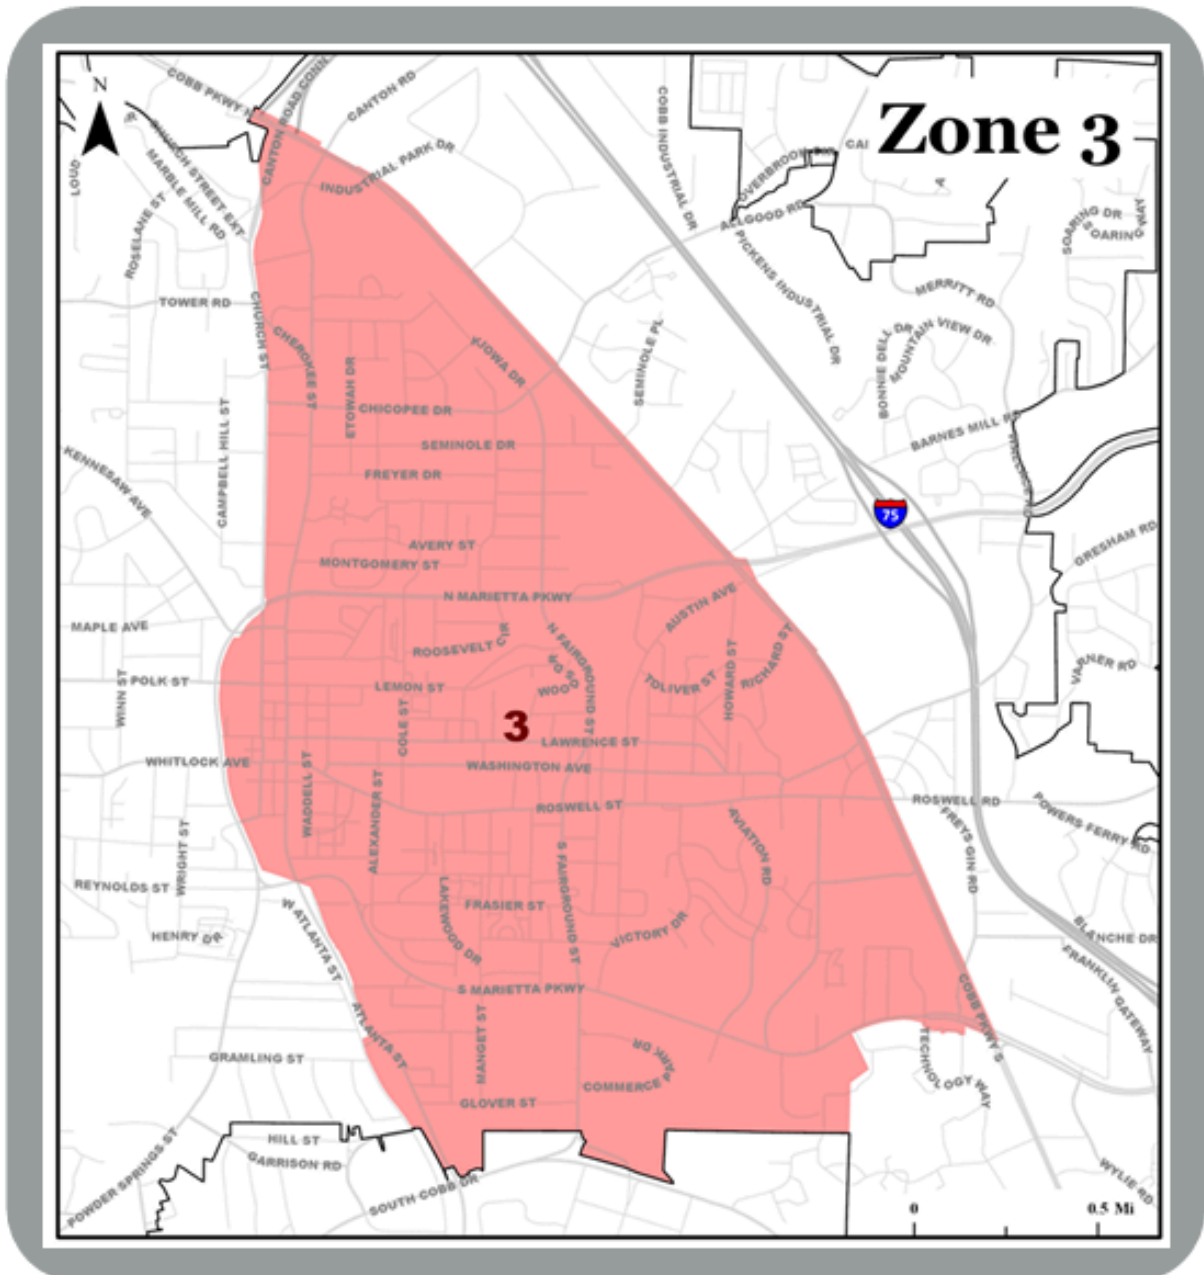 Zone 3
N
COBB PKWY N
CANTON ROAD CONN
CANTON RD
COBB INDUSTRIAL DR
OVERBROOK
CAI
LOUD
CHURCH STREET EXT
MARBLE MILL RD
ROSELANE ST
INDUSTRIAL PARK DR
ALLGOOD RD
PICKENS INDUSTRIAL DR
SOARING DR
MERRITT RD
TOWER RD
CHURCH ST
CHEROKEE ST
KIOWA DR
SEMINOLE PL
BONNIE DELL DR
MOUNTAIN VIEW DR
ETOWAH DR
CHICOPEE DR
SEMINOLE DR
FREYER DR
CAMPBELL HILL ST
BARNES MILL RD
KENNESAW AVE
75
GRESHAM RD
AVERY ST
MONTGOMERY ST
N MARIETTA PKWY
AUSTIN AVE
MAPLE AVE
ROOSEVELT CIR
N FAIRGROUND ST
RICHARD ST
HOWARD ST
TOLIVER ST
POLK ST
WINN ST
LEMON ST
COLE ST
3
LAWRENCE ST
WHITLOCK AVE
WASHINGTON AVE
WADDELL ST
ALEXANDER ST
ROSWELL ST
ROSWELL RD
POWERS FERRY RD
AVIATION RD
FREYS GIN RD
WRIGHT ST
REYNOLDS ST
S FAIRGROUND ST
LAKEWOOD DR
FRASIER ST
HENRY DR
W ATLANTA ST
VICTORY DR
BLANCHE DR
FRANKLIN GATEWAY
S MARIETTA PKWY
COBB PKWY S
ATLANTA ST
MANGET ST
GRAMLING ST
COMMERCE PARK DR
TECHNOLOGY WAY
GLOVER ST
HILL ST
GARRISON RD
POWDER SPRINGS ST
SOUTH COBB DR
WYLIE RD
0
0.5 Mi